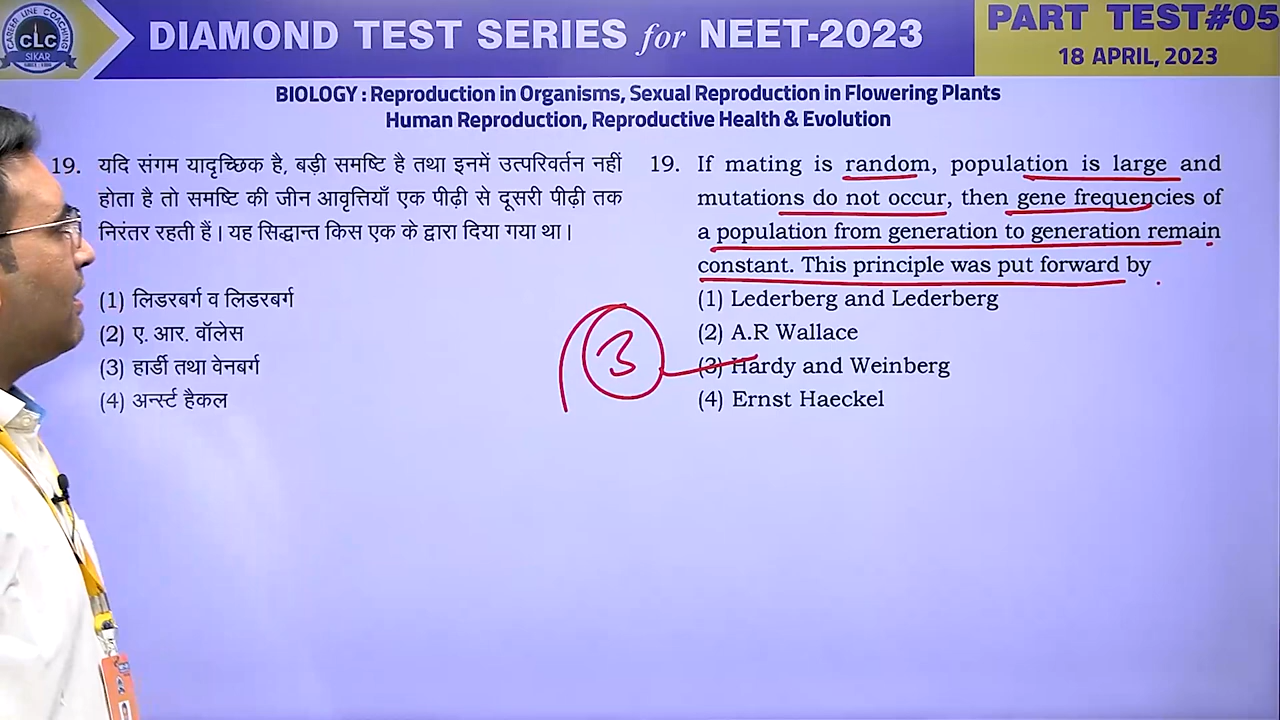 CAREER LINE COACHING
CLC
SIKAR
DIAMOND TEST SERIES for NEET-2023
PART TEST#05
18 APRIL, 2023
BIOLOGY : Reproduction in Organisms, Sexual Reproduction in Flowering Plants
Human Reproduction, Reproductive Health & Evolution
19. यदि संगम यादृच्छिक है, बड़ी समष्टि है तथा इनमें उत्परिवर्तन नहीं
होता है तो समष्टि की जीन आवृत्तियाँ एक पीढ़ी से दूसरी पीढ़ी तक
निरंतर रहती हैं। यह सिद्धान्त किस एक के द्वारा दिया गया था।
(1) लिडरबर्ग व लिडरबर्ग
(2) ए. आर. वॉलेस
(3) हार्डी तथा वेनबर्ग
(4) अर्न्स्ट हैकल
19. If mating is random, population is large and
mutations do not occur, then gene frequencies of
a population from generation to generation remain
constant. This principle was put forward by
(1) Lederberg and Lederberg
(2) A.R Wallace
(3) Hardy and Weinberg
(4) Ernst Haeckel
3